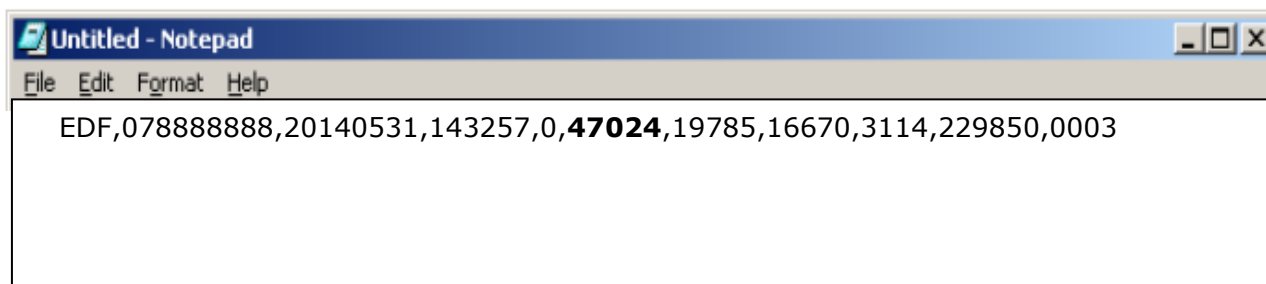 Untitled - Notepad
File Edit Format Help
EDF,078888888,20140531,143257,0,47024,19785,16670,3114,229850,0003